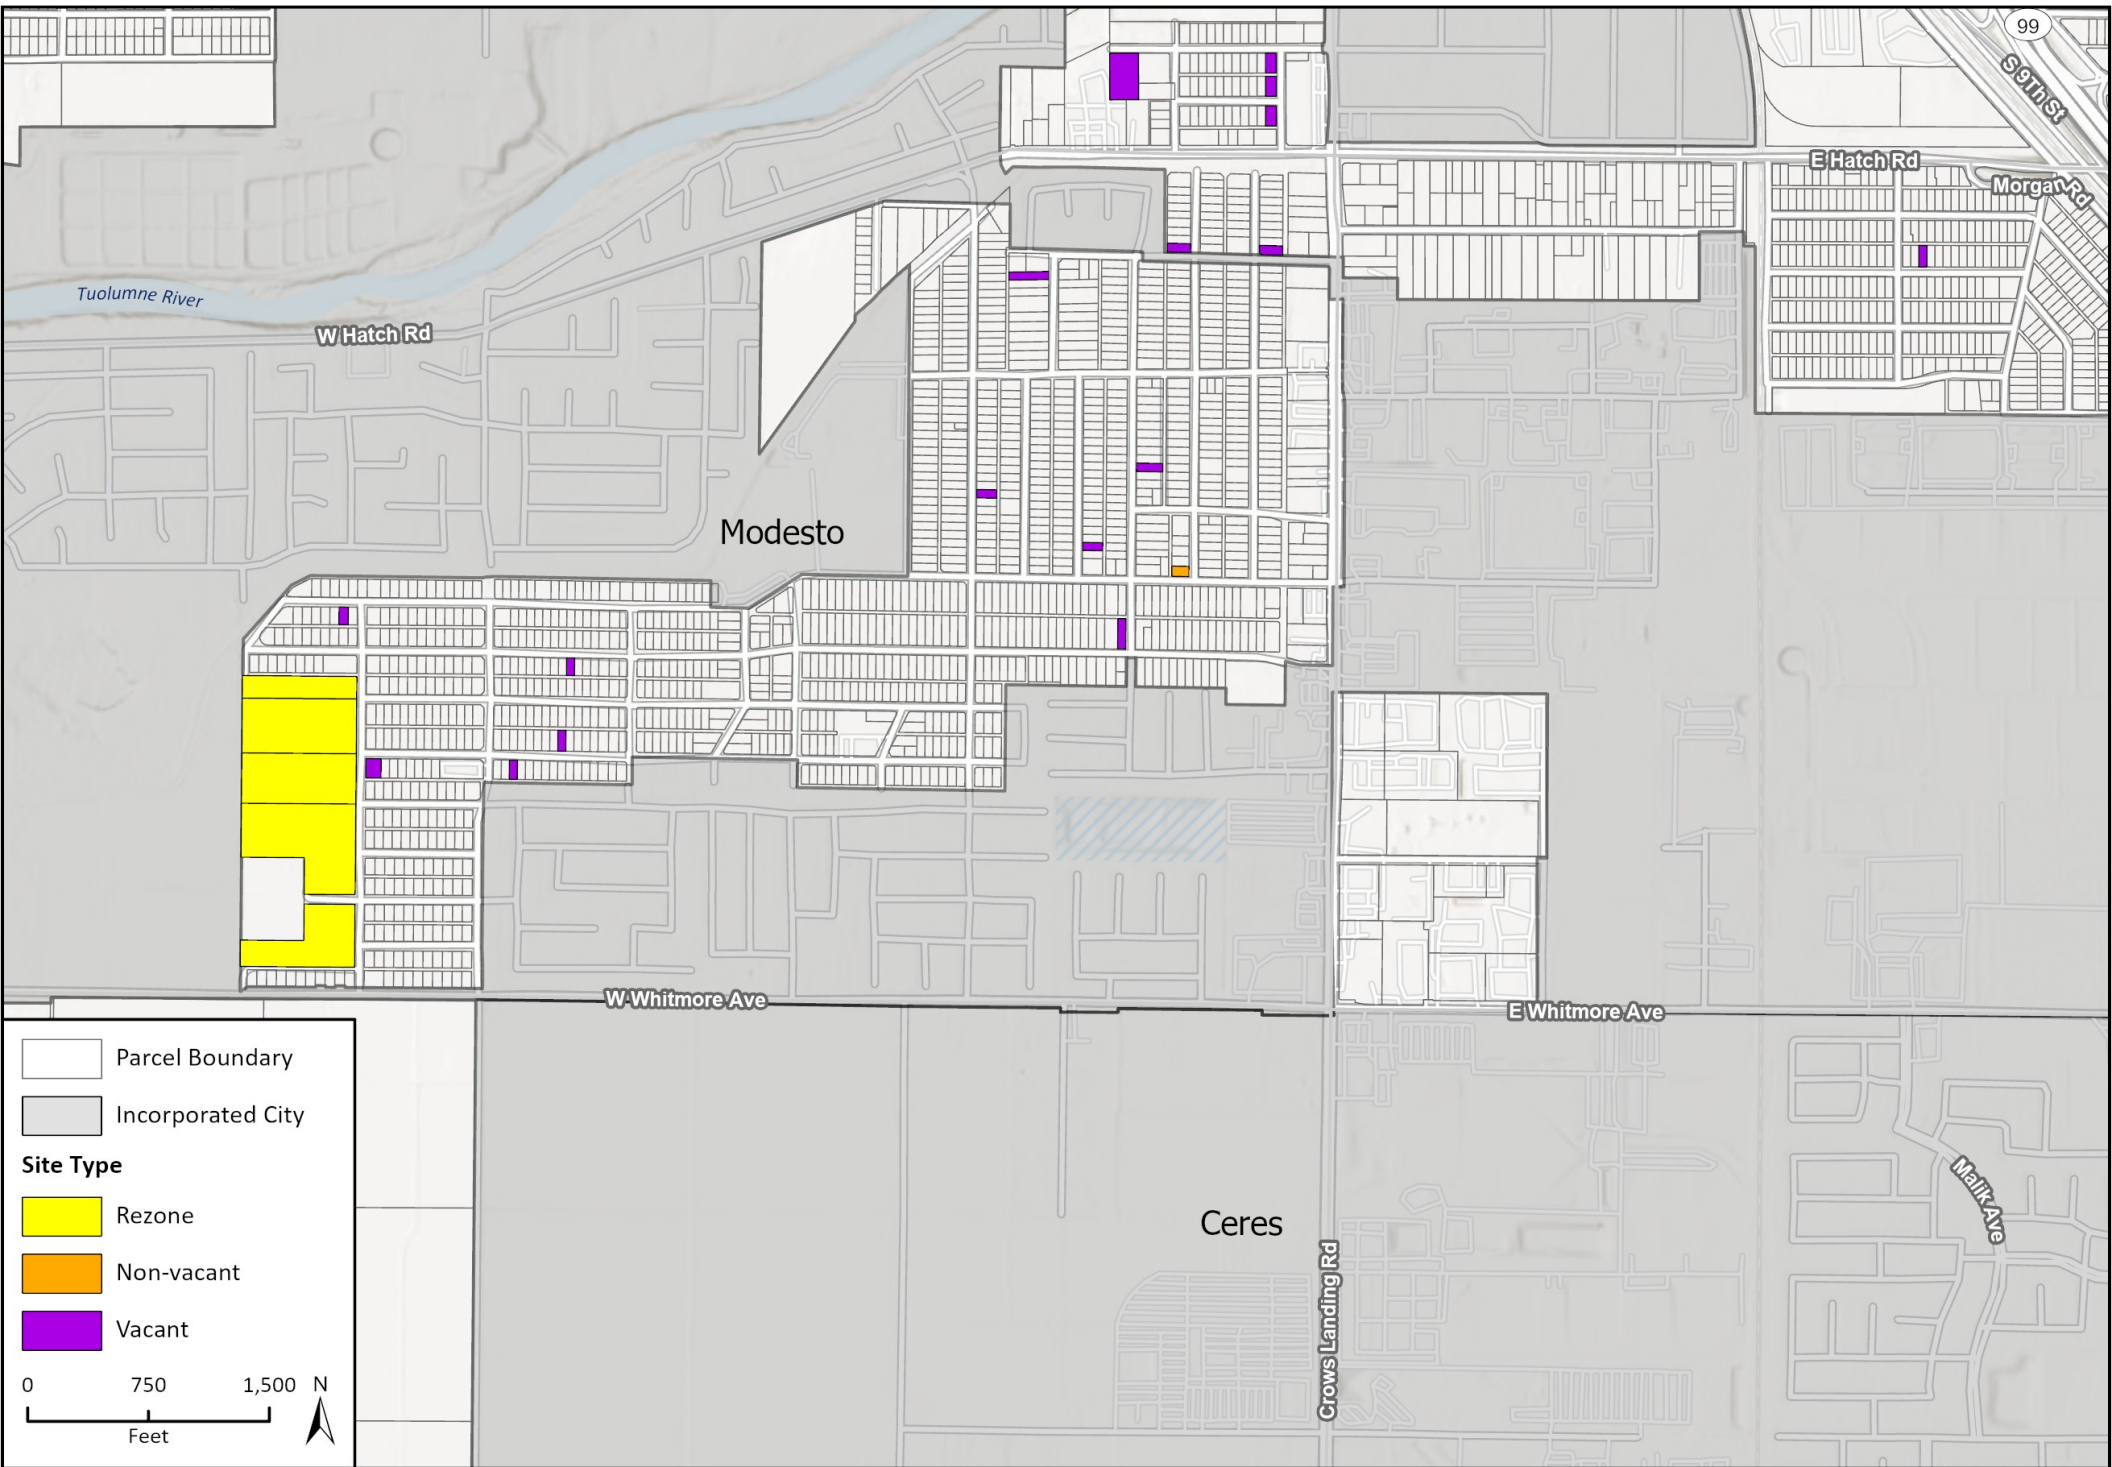 99
S 9Th St
E Hatch Rd
Morgan Rd
Tuolumne River
W Hatch Rd
Modesto
W Whitmore Ave
E Whitmore Ave
Parcel Boundary
Incorporated City
Site Type
Rezone
Non-vacant
Vacant
0 750 1,500 N
Feet
Ceres
Malik Ave
Crows Landing Rd